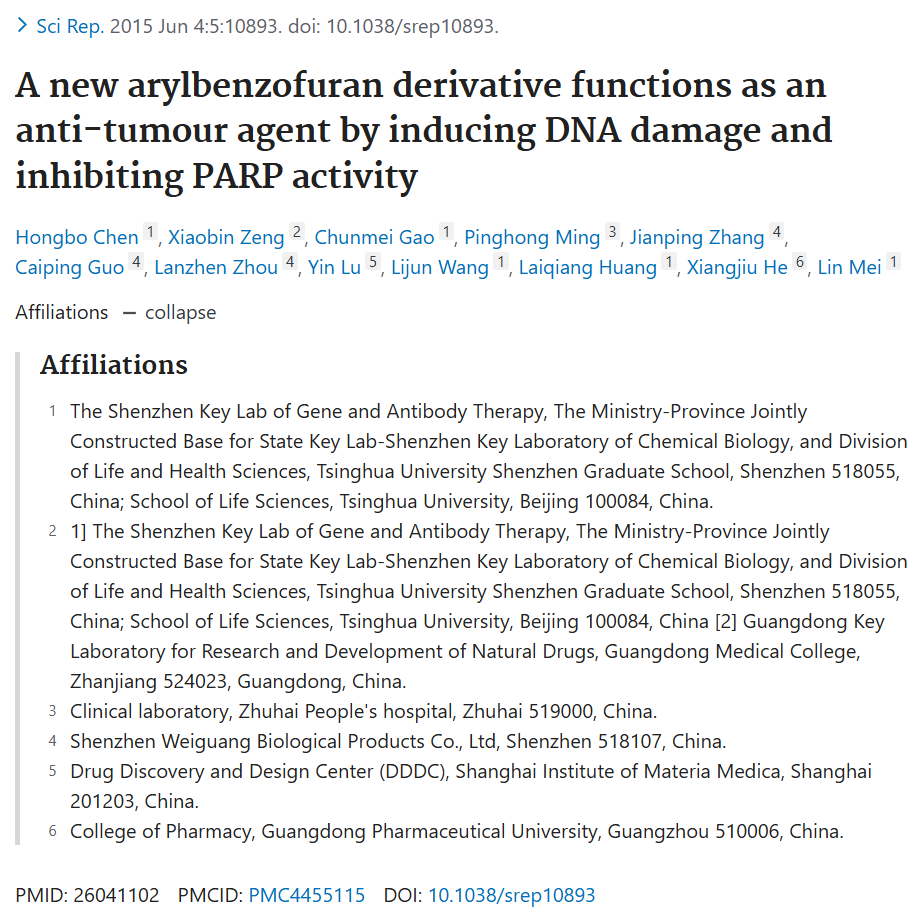 Sci Rep. 2015 Jun 4:5:10893. doi: 10.1038/srep10893.
A new arylbenzofuran derivative functions as an
anti-tumour agent by inducing DNA damage and
inhibiting PARP activity
Hongbo Chen 1, Xiaobin Zeng 2, Chunmei Gao 1, Pinghong Ming 3, Jianping Zhang 4,
Caiping Guo 4, Lanzhen Zhou 4, Yin Lu 5, Lijun Wang 1, Laiqiang Huang 1, Xiangjiu He 6, Lin Mei 1
Affiliations — collapse
Affiliations
1 The Shenzhen Key Lab of Gene and Antibody Therapy, The Ministry-Province Jointly
Constructed Base for State Key Lab-Shenzhen Key Laboratory of Chemical Biology, and Division
of Life and Health Sciences, Tsinghua University Shenzhen Graduate School, Shenzhen 518055,
China; School of Life Sciences, Tsinghua University, Beijing 100084, China.
2 1] The Shenzhen Key Lab of Gene and Antibody Therapy, The Ministry-Province Jointly
Constructed Base for State Key Lab-Shenzhen Key Laboratory of Chemical Biology, and Division
of Life and Health Sciences, Tsinghua University Shenzhen Graduate School, Shenzhen 518055,
China; School of Life Sciences, Tsinghua University, Beijing 100084, China [2] Guangdong Key
Laboratory for Research and Development of Natural Drugs, Guangdong Medical College,
Zhanjiang 524023, Guangdong, China.
3 Clinical laboratory, Zhuhai People's hospital, Zhuhai 519000, China.
4 Shenzhen Weiguang Biological Products Co., Ltd, Shenzhen 518107, China.
5 Drug Discovery and Design Center (DDDC), Shanghai Institute of Materia Medica, Shanghai
201203, China.
6 College of Pharmacy, Guangdong Pharmaceutical University, Guangzhou 510006, China.
PMID: 26041102 PMCID: PMC4455115 DOI: 10.1038/srep10893